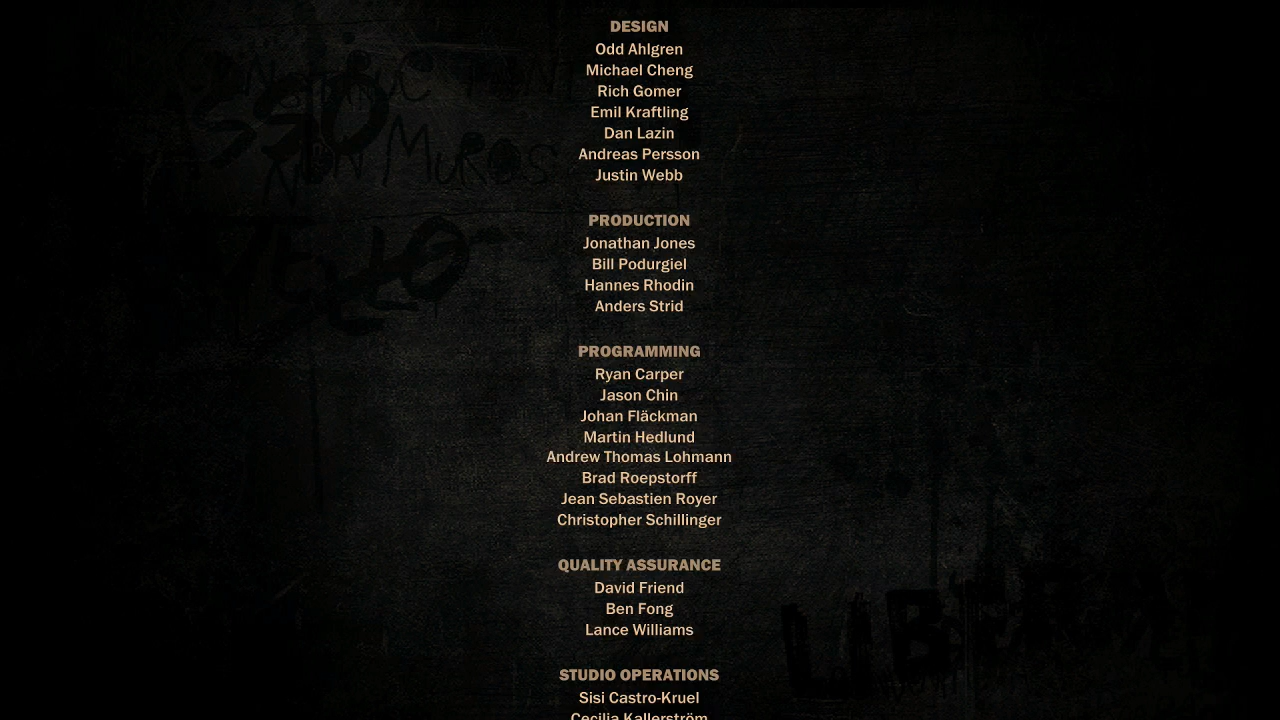 DESIGN
Odd Ahlgren
Michael Cheng
Rich Gomer
Emil Kraftling
Dan Lazin
Andreas Persson
Justin Webb
PRODUCTION
Jonathan Jones
Bill Podurgiel
Hannes Rhodin
Anders Strid
PROGRAMMING
Ryan Carper
Jason Chin
Johan Fläckman
Martin Hedlund
Andrew Thomas Lohmann
Brad Roepstorff
Jean Sebastien Royer
Christopher Schillinger
QUALITY ASSURANCE
David Friend
Ben Fong
Lance Williams
STUDIO OPERATIONS
Sisi Castro-Kruel
Cecilia Kallerström